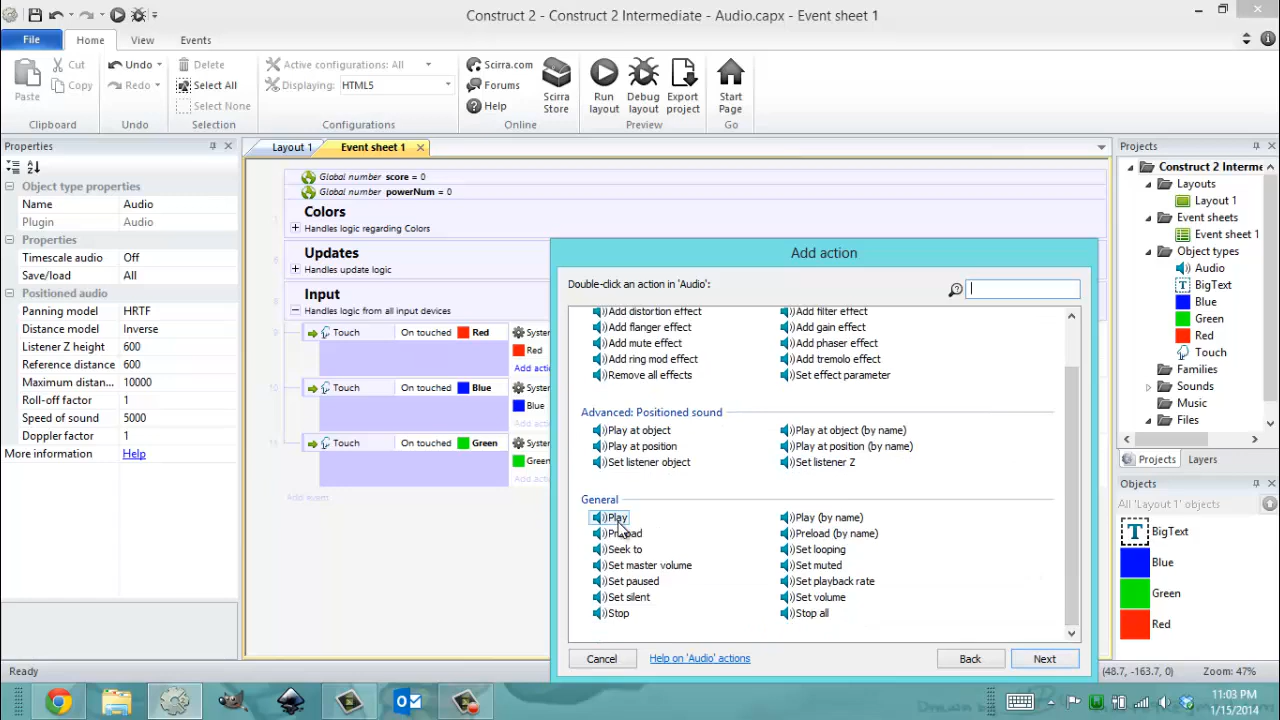 Construct 2 - Construct 2 Intermediate - Audio.capx - Event sheet 1
File
Home
View
Events
Paste
Cut
Copy
Clipboard
Undo
Redo
Undo
Delete
Select All
Select None
Selection
Active configurations: All
Displaying: HTML5
Configurations
Scirra.com
Forums
Help
Scirra Store
Online
Run layout
Debug layout
Export project
Preview
Start Page
Go
Properties
Object type properties
Name Audio
Plugin Audio
Properties
Timescale audio Off
Save/load All
Positioned audio
Panning model HRTF
Distance model Inverse
Listener Z height 600
Reference distance 600
Maximum distan... 10000
Roll-off factor 1
Speed of sound 5000
Doppler factor 1
More information Help
Layout 1
Event sheet 1
Global number score = 0
Global number powerNum = 0
Colors
Handles logic regarding Colors
Updates
Handles update logic
Input
Handles logic from all input devices
Touch On touched Red Syster
Red
Add actio
Touch On touched Blue Syster
Blue
Touch On touched Green Syster
Green
Add event
Add action
Double-click an action in 'Audio':
Add distortion effect Add filter effect
Add flanger effect Add gain effect
Add mute effect Add phaser effect
Add ring mod effect Add tremolo effect
Remove all effects Set effect parameter
Advanced: Positioned sound
Play at object Play at object (by name)
Play at position Play at position (by name)
Set listener object Set listener Z
General
Play Play (by name)
Preload Preload (by name)
Seek to Set looping
Set master volume Set muted
Set paused Set playback rate
Set silent Set volume
Stop Stop all
Cancel
Help on 'Audio' actions
Back
Next
Projects
Construct 2 Interme
Layouts
Layout 1
Event sheets
Event sheet 1
Object types
Audio
BigText
Blue
Green
Red
Touch
Families
Sounds
Music
Files
Projects Layers
Objects
All 'Layout 1' objects
T BigText
Blue
Green
Red
Ready
(48.7, -163.7, 0)
Zoom: 47%
11:03 PM
1/15/2014